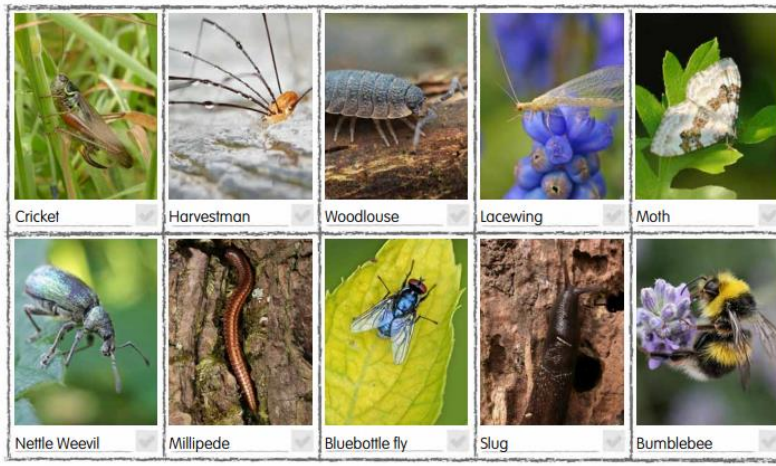 Cricket
Harvestman
Woodlouse
Lacewing
Moth
Nettle Weevil
Millipede
Bluebottle fly
Slug
Bumblebee